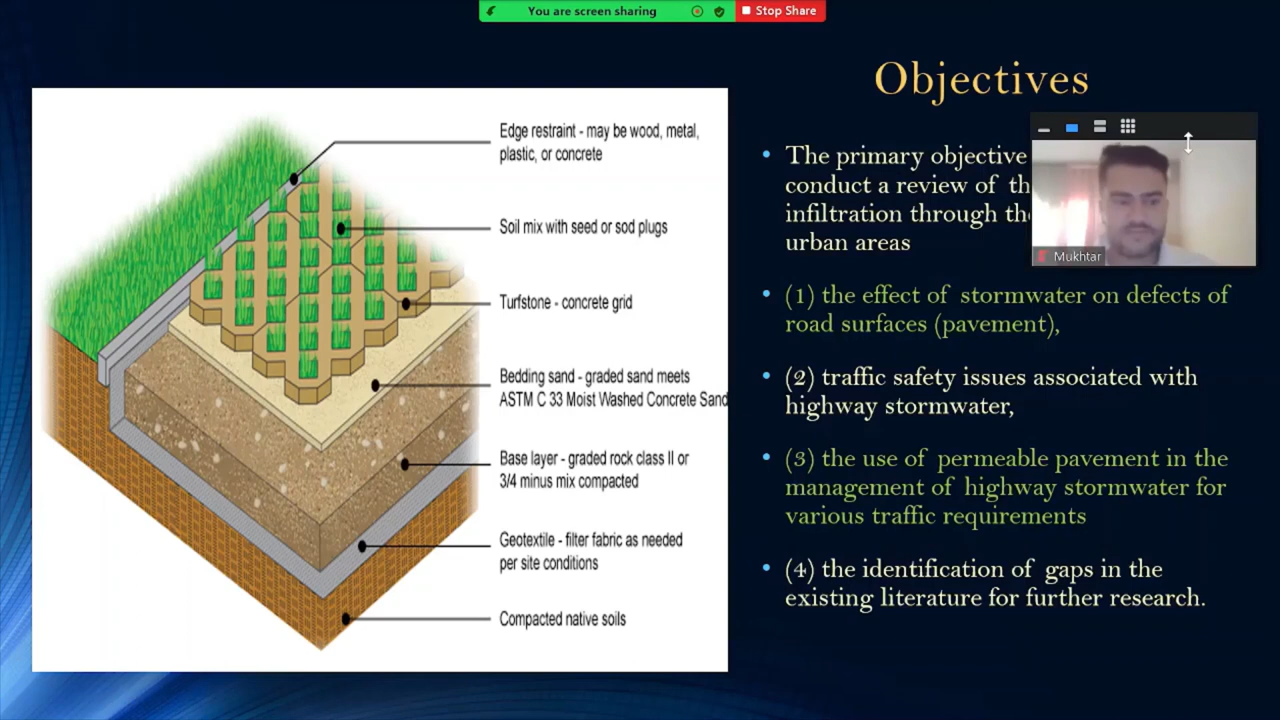 You are screen sharing
Stop Share
Objectives
Edge restraint - may be wood, metal,
plastic, or concrete
Soil mix with seed or sod plugs
Turfstone - concrete grid
Bedding sand - graded sand meets
ASTM C 33 Moist Washed Concrete Sand
Base layer - graded rock class II or
3/4 minus mix compacted
Geotextile - filter fabric as needed
per site conditions
Compacted native soils
• The primary objective
conduct a review of
infiltration through
urban areas
• (1) the effect of stormwater on defects of
road surfaces (pavement),
• (2) traffic safety issues associated with
highway stormwater,
• (3) the use of permeable pavement in the
management of highway stormwater for
various traffic requirements
• (4) the identification of gaps in the
existing literature for further research.
Mukhtar